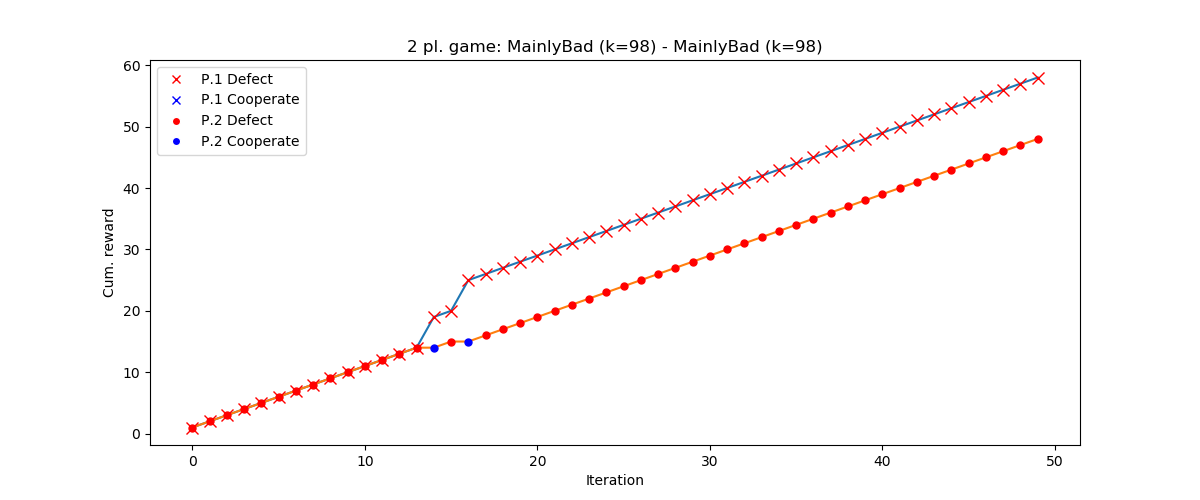 2 pl. game: MainlyBad (k=98) - MainlyBad (k=98)
P.1 Defect
P.1 Cooperate
P.2 Defect
P.2 Cooperate
Cum. reward
60
50
40
30
20
10
0
0 10 20 30 40 50
Iteration